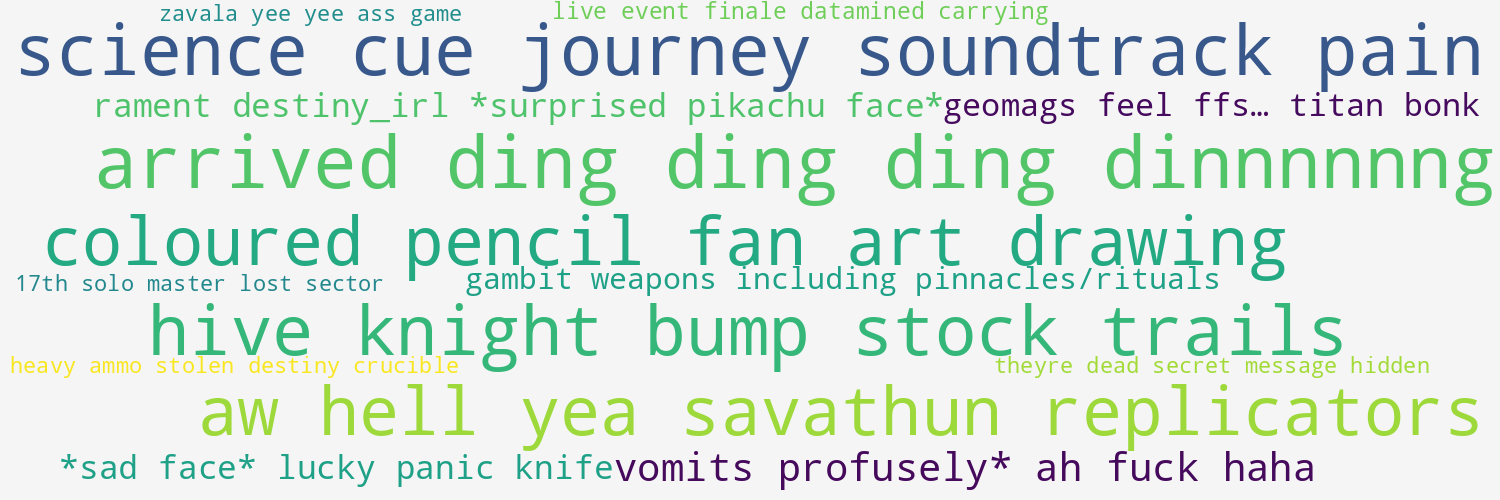 zavala yee yee ass game
live event finale datamined carrying
science cue journey soundtrack pain
rament destiny_irl *surprised pikachu face*
geomags feel ffs… titan bonk
arrived ding ding ding dinnnnnng
coloured pencil fan art drawing
17th solo master lost sector
gambit weapons including pinnacles/rituals
hive knight bump stock trails
heavy ammo stolen destiny crucible
theyre dead secret message hidden
aw hell yea savathun replicators
*sad face* lucky panic knife
vomits profusely* ah fuck haha